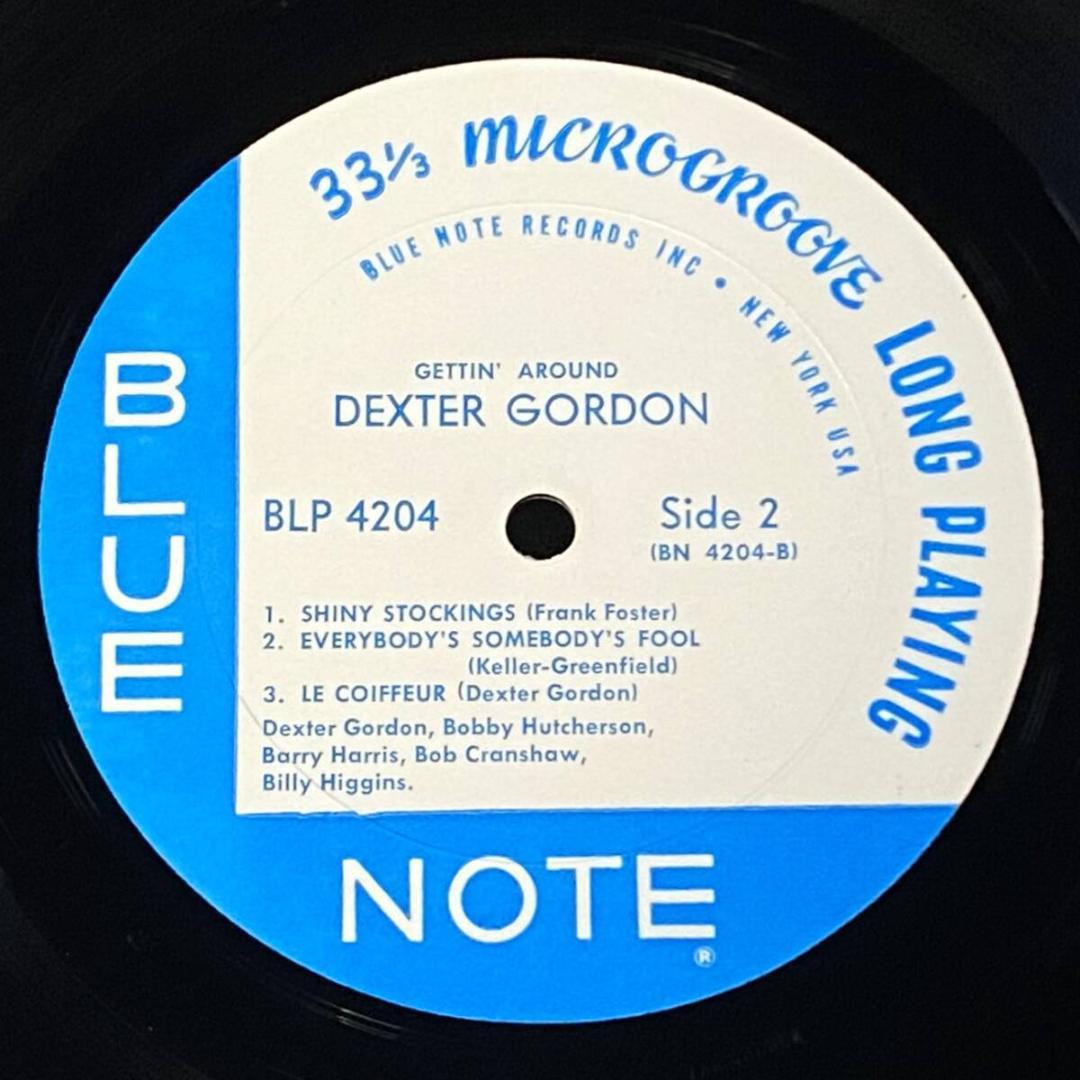 33⅓ MICROGROOVE LONG PLAYING
BLUE NOTE RECORDS INC • NEW YORK USA
GETTIN' AROUND
DEXTER GORDON
BLP 4204
Side 2
(BN 4204-B)
1. SHINY STOCKINGS (Frank Foster)
2. EVERYBODY'S SOMEBODY'S FOOL
(Keller-Greenfield)
3. LE COIFFEUR (Dexter Gordon)
Dexter Gordon, Bobby Hutcherson,
Barry Harris, Bob Cranshaw,
Billy Higgins.
BLUE
NOTE®